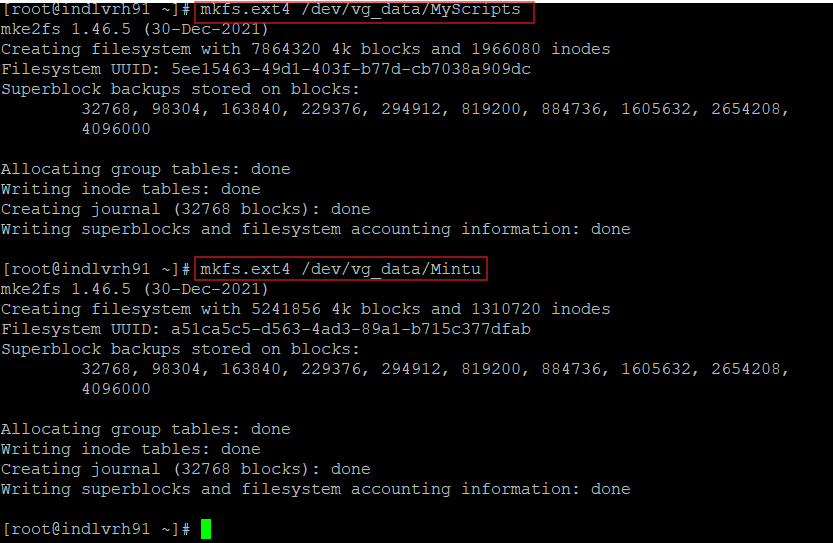 [root@indlvrh91 ~]# mkfs.ext4 /dev/vg_data/MyScripts
mke2fs 1.46.5 (30-Dec-2021)
Creating filesystem with 7864320 4k blocks and 1966080 inodes
Filesystem UUID: 5ee15463-49d1-403f-b77d-cb7038a909dc
Superblock backups stored on blocks:
        32768, 98304, 163840, 229376, 294912, 819200, 884736, 1605632, 2654208,
        4096000

Allocating group tables: done
Writing inode tables: done
Creating journal (32768 blocks): done
Writing superblocks and filesystem accounting information: done

[root@indlvrh91 ~]# mkfs.ext4 /dev/vg_data/Mintu
mke2fs 1.46.5 (30-Dec-2021)
Creating filesystem with 5241856 4k blocks and 1310720 inodes
Filesystem UUID: a51ca5c5-d563-4ad3-89a1-b715c377dfab
Superblock backups stored on blocks:
        32768, 98304, 163840, 229376, 294912, 819200, 884736, 1605632, 2654208,
        4096000

Allocating group tables: done
Writing inode tables: done
Creating journal (32768 blocks): done
Writing superblocks and filesystem accounting information: done

[root@indlvrh91 ~]#